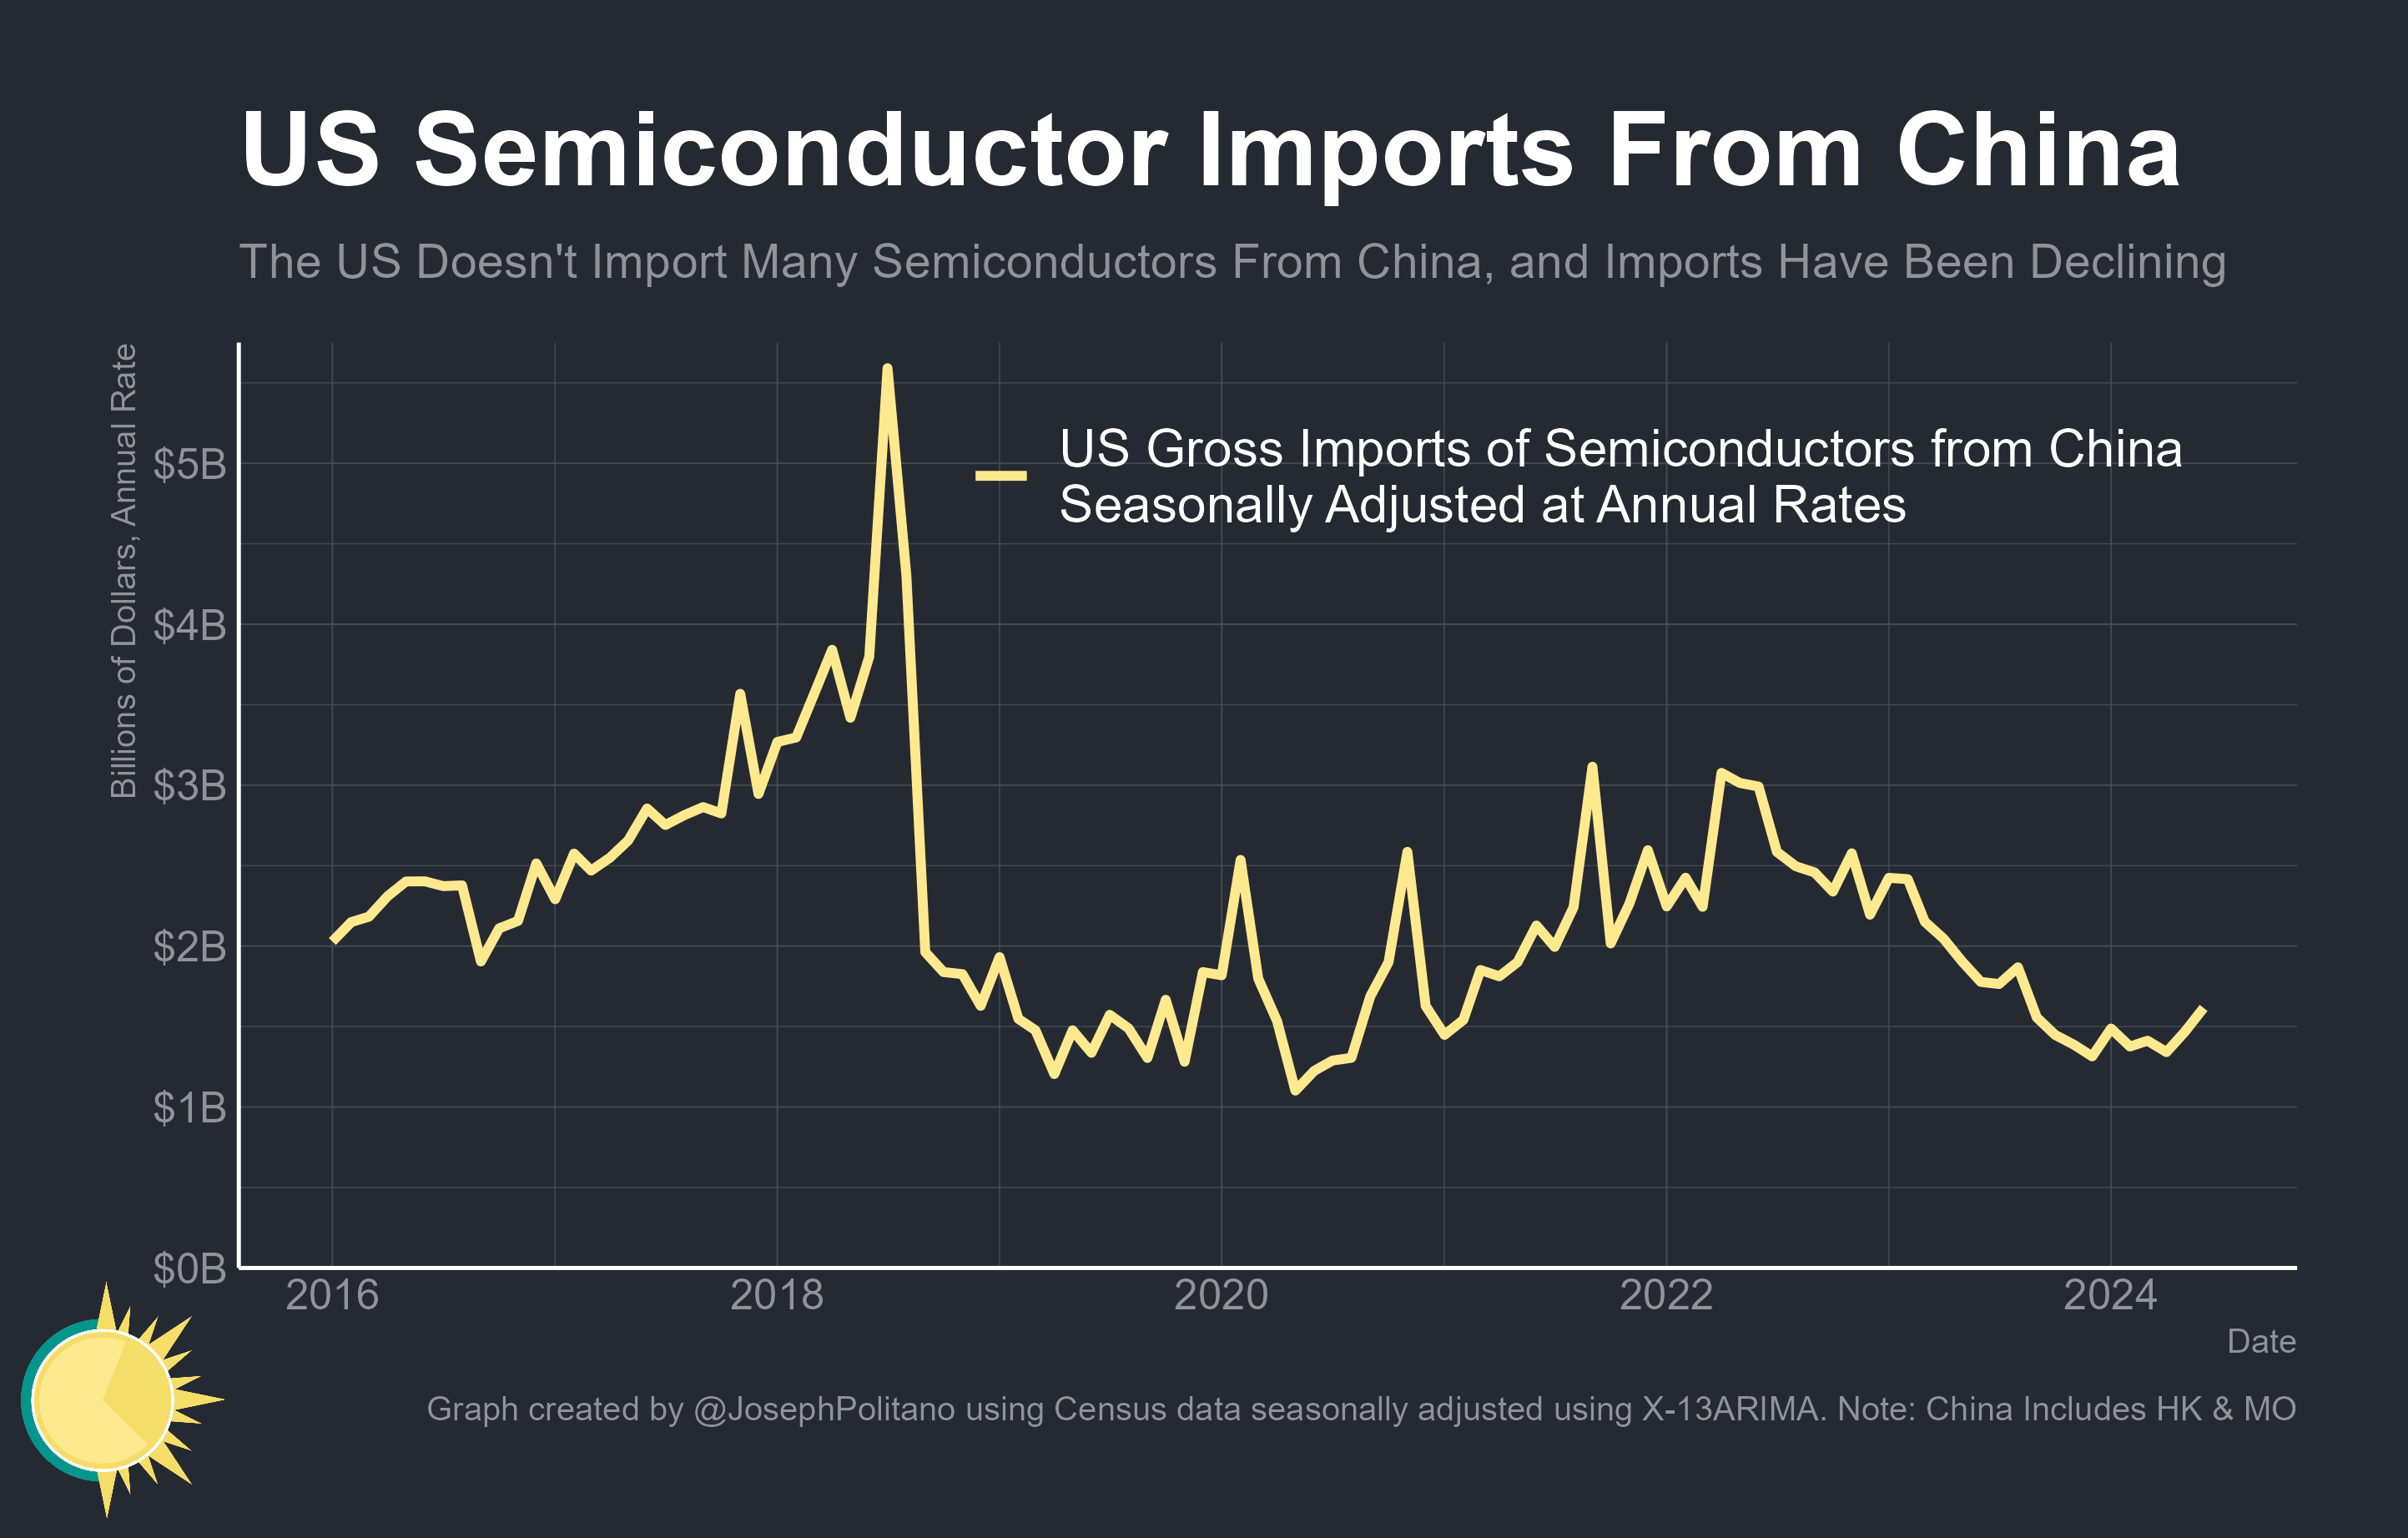 US Semiconductor Imports From China
The US Doesn't Import Many Semiconductors From China, and Imports Have Been Declining
Billions of Dollars, Annual Rate
$5B
$4B
$3B
$2B
$1B
$0B
US Gross Imports of Semiconductors from China
Seasonally Adjusted at Annual Rates
2016
2018
2020
2022
2024
Date
Graph created by @JosephPolitano using Census data seasonally adjusted using X-13ARIMA. Note: China Includes HK & MO